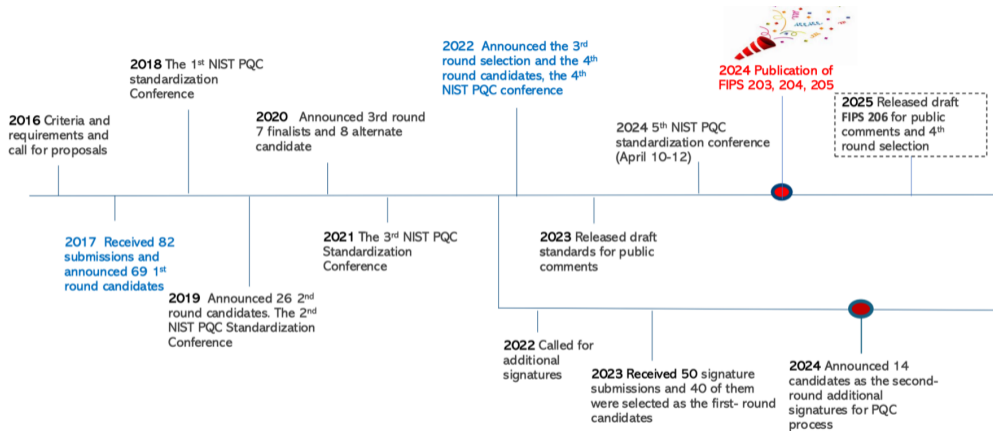 2016 Criteria and
requirements and
call for proposals
2017 Received 82
submissions and
announced 69 1st
round candidates
2018 The 1st NIST PQC
standardization
Conference
2019 Announced 26 2nd
round candidates. The 2nd
NIST PQC Standardization
Conference
2020 Announced 3rd round
7 finalists and 8 alternate
candidate
2021 The 3rd NIST PQC
Standardization
Conference
2022 Announced the 3rd
round selection and the 4th
round candidates, the 4th
NIST PQC conference
2023 Released draft
standards for public
comments
2024 5th NIST PQC
standardization conference
(April 10-12)
2024 Publication of
FIPS 203, 204, 205
2025 Released draft
FIPS 206 for public
comments and 4th
round selection
2022 Called for
additional
signatures
2023 Received 50 signature
submissions and 40 of them
were selected as the first- round
candidates
2024 Announced 14
candidates as the second-
round additional
signatures for PQC
process